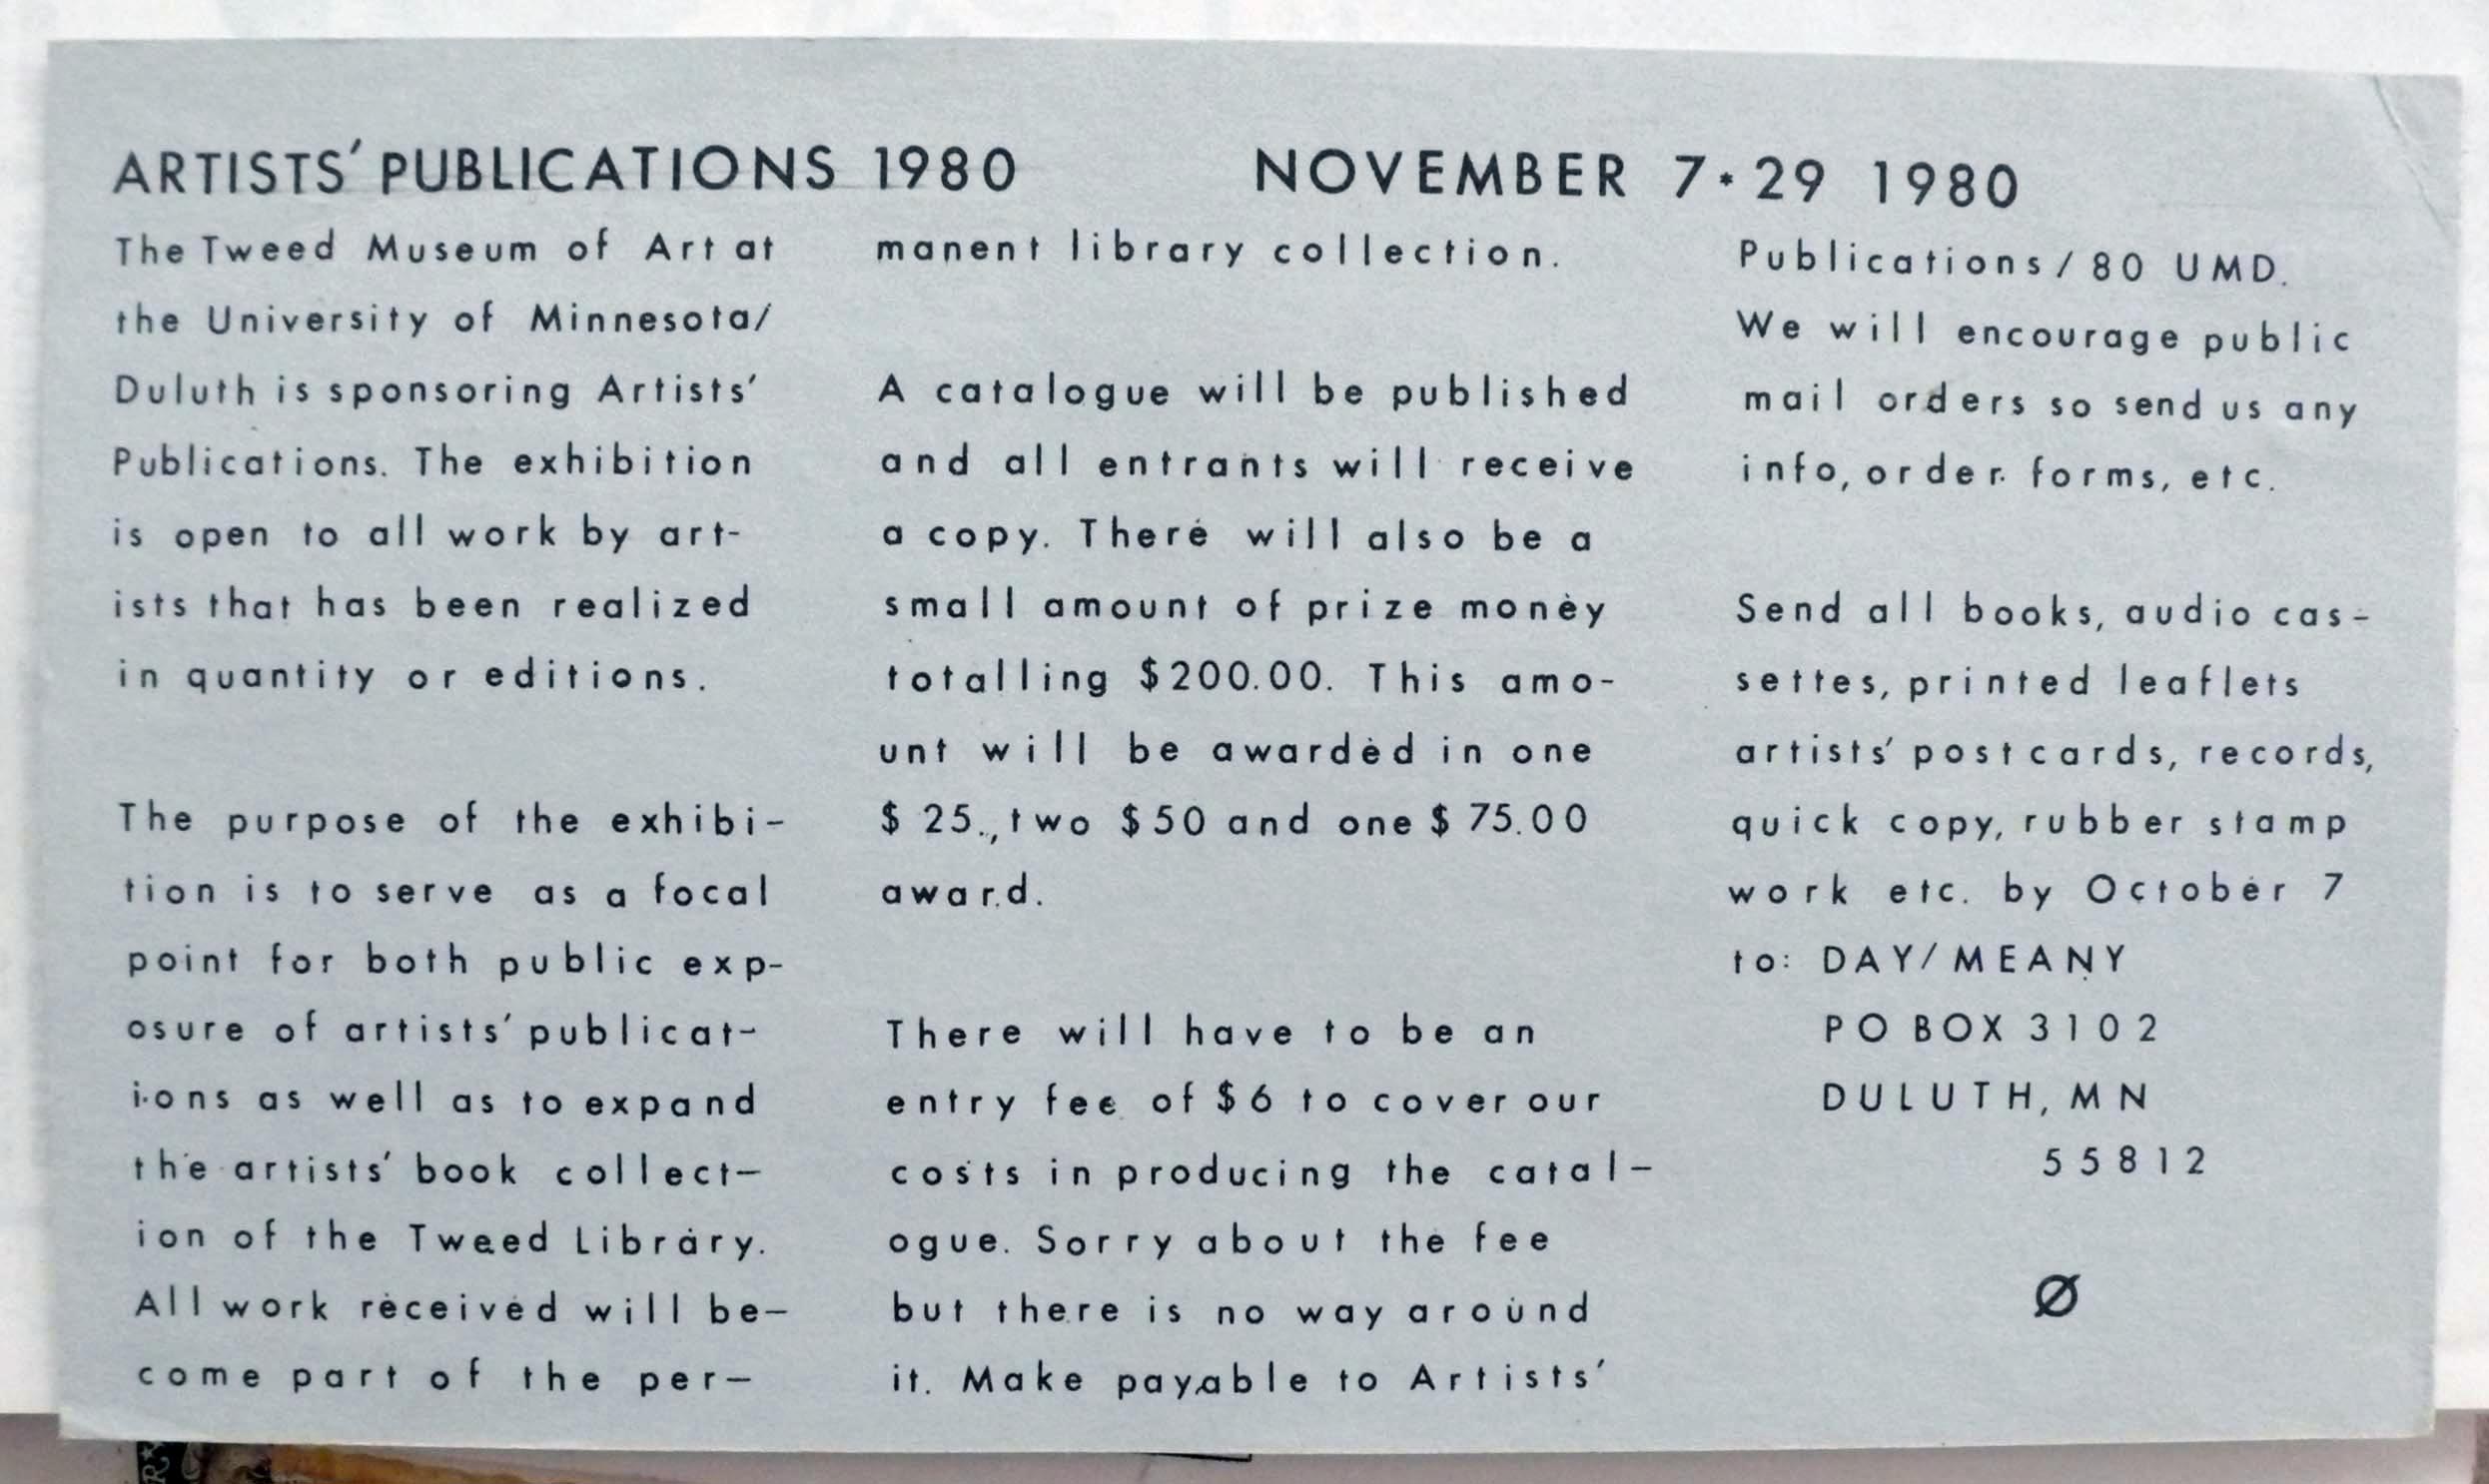 ARTISTS' PUBLICATIONS 1980
NOVEMBER 7·29 1980
The Tweed Museum of Art at
the University of Minnesota/
Duluth is sponsoring Artists'
Publications. The exhibition
is open to all work by art-
ists that has been realized
in quantity or editions.
The purpose of the exhibi-
tion is to serve as a focal
point for both public exp-
osure of artists' publicat-
ions as well as to expand
the artists' book collect-
ion of the Tweed Library.
All work received will be-
come part of the per-
manent library collection.
A catalogue will be published
and all entrants will receive
a copy. There will also be a
small amount of prize money
totalling $200.00. This amo-
unt will be awarded in one
$ 25., two $50 and one $ 75.00
award.
There will have to be an
entry fee of $6 to cover our
costs in producing the catal-
ogue. Sorry about the fee
but there is no way around
it. Make payable to Artists'
Publications/80 UMD.
We will encourage public
mail orders so send us any
info, order forms, etc.
Send all books, audio cas-
settes, printed leaflets
artists' postcards, records,
quick copy, rubber stamp
work etc. by October 7
to: DAY/MEANY
PO BOX 3102
DULUTH, MN
55812
Ø